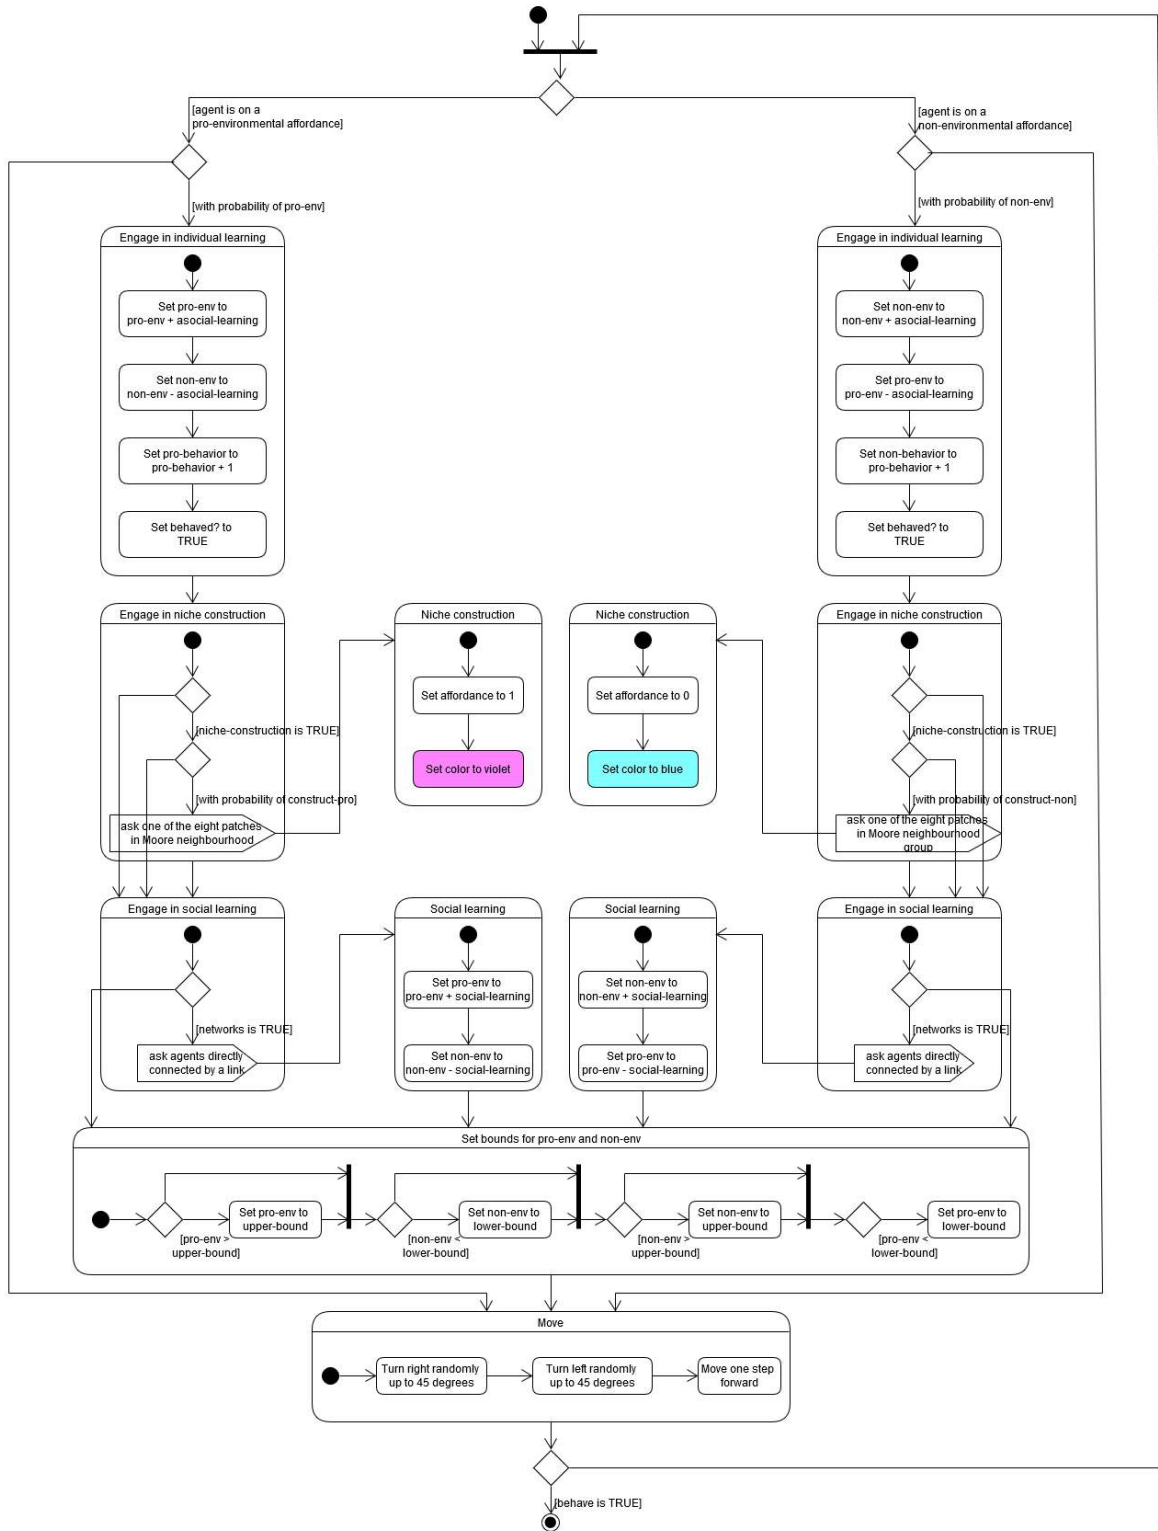 [agent is on a
pro-environmental affordance]
[agent is on a
non-environmental affordance]
[with probability of pro-env]
[with probability of non-env]
Engage in individual learning
Set pro-env to
pro-env + asocial-learning
Set non-env to
non-env - asocial-learning
Set pro-behavior to
pro-behavior + 1
Set behaved? to
TRUE
Engage in individual learning
Set non-env to
non-env + asocial-learning
Set pro-env to
pro-env - asocial-learning
Set non-behavior to
pro-behavior + 1
Set behaved? to
TRUE
Engage in niche construction
[niche-construction is TRUE]
[with probability of construct-pro]
ask one of the eight patches
in Moore neighbourhood
Niche construction
Set affordance to 1
Set color to violet
Niche construction
Set affordance to 0
Set color to blue
Engage in niche construction
[niche-construction is TRUE]
[with probability of construct-non]
ask one of the eight patches
in Moore neighbourhood
group
Engage in social learning
[networks is TRUE]
ask agents directly
connected by a link
Social learning
Set pro-env to
pro-env + social-learning
Set non-env to
non-env - social-learning
Social learning
Set non-env to
non-env + social-learning
Set pro-env to
pro-env - social-learning
Engage in social learning
[networks is TRUE]
ask agents directly
connected by a link
Set bounds for pro-env and non-env
Set pro-env to
upper-bound
[pro-env >
upper-bound]
Set non-env to
lower-bound
[non-env <
lower-bound]
Set non-env to
upper-bound
[non-env >
upper-bound]
Set pro-env to
lower-bound
[pro-env <
lower-bound]
Move
Turn right randomly
up to 45 degrees
Turn left randomly
up to 45 degrees
Move one step
forward
[behave is TRUE]